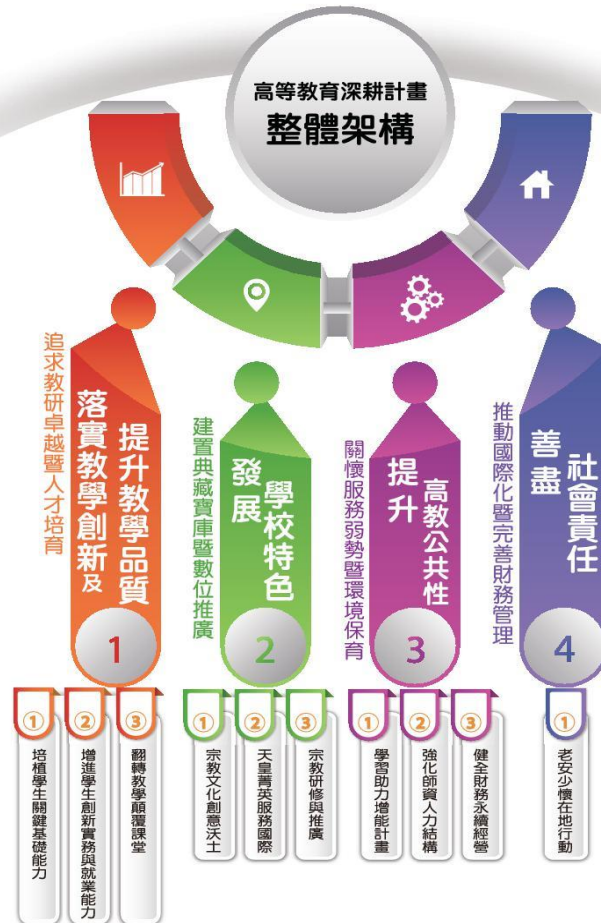 高等教育深耕計畫
整體架構
追求教研卓越暨人才培育
落實教學創新及
提升教學品質
1
建置典藏寶庫暨數位推廣
發展
學校特色
2
關懷服務弱勢暨環境保育
提升
高教公共性
3
推動國際化暨完善財務管理
善盡
社會責任
4
①
培植學生關鍵基礎能力
②
增進學生創新實務與就業能力
③
翻轉教學顛覆課堂
①
宗教文化創意沃土
②
天皇菁英服務國際
③
宗教研修與推廣
①
學習助力增能計畫
②
強化師資人力結構
③
健全財務永續經營
①
老安少懷在地行動